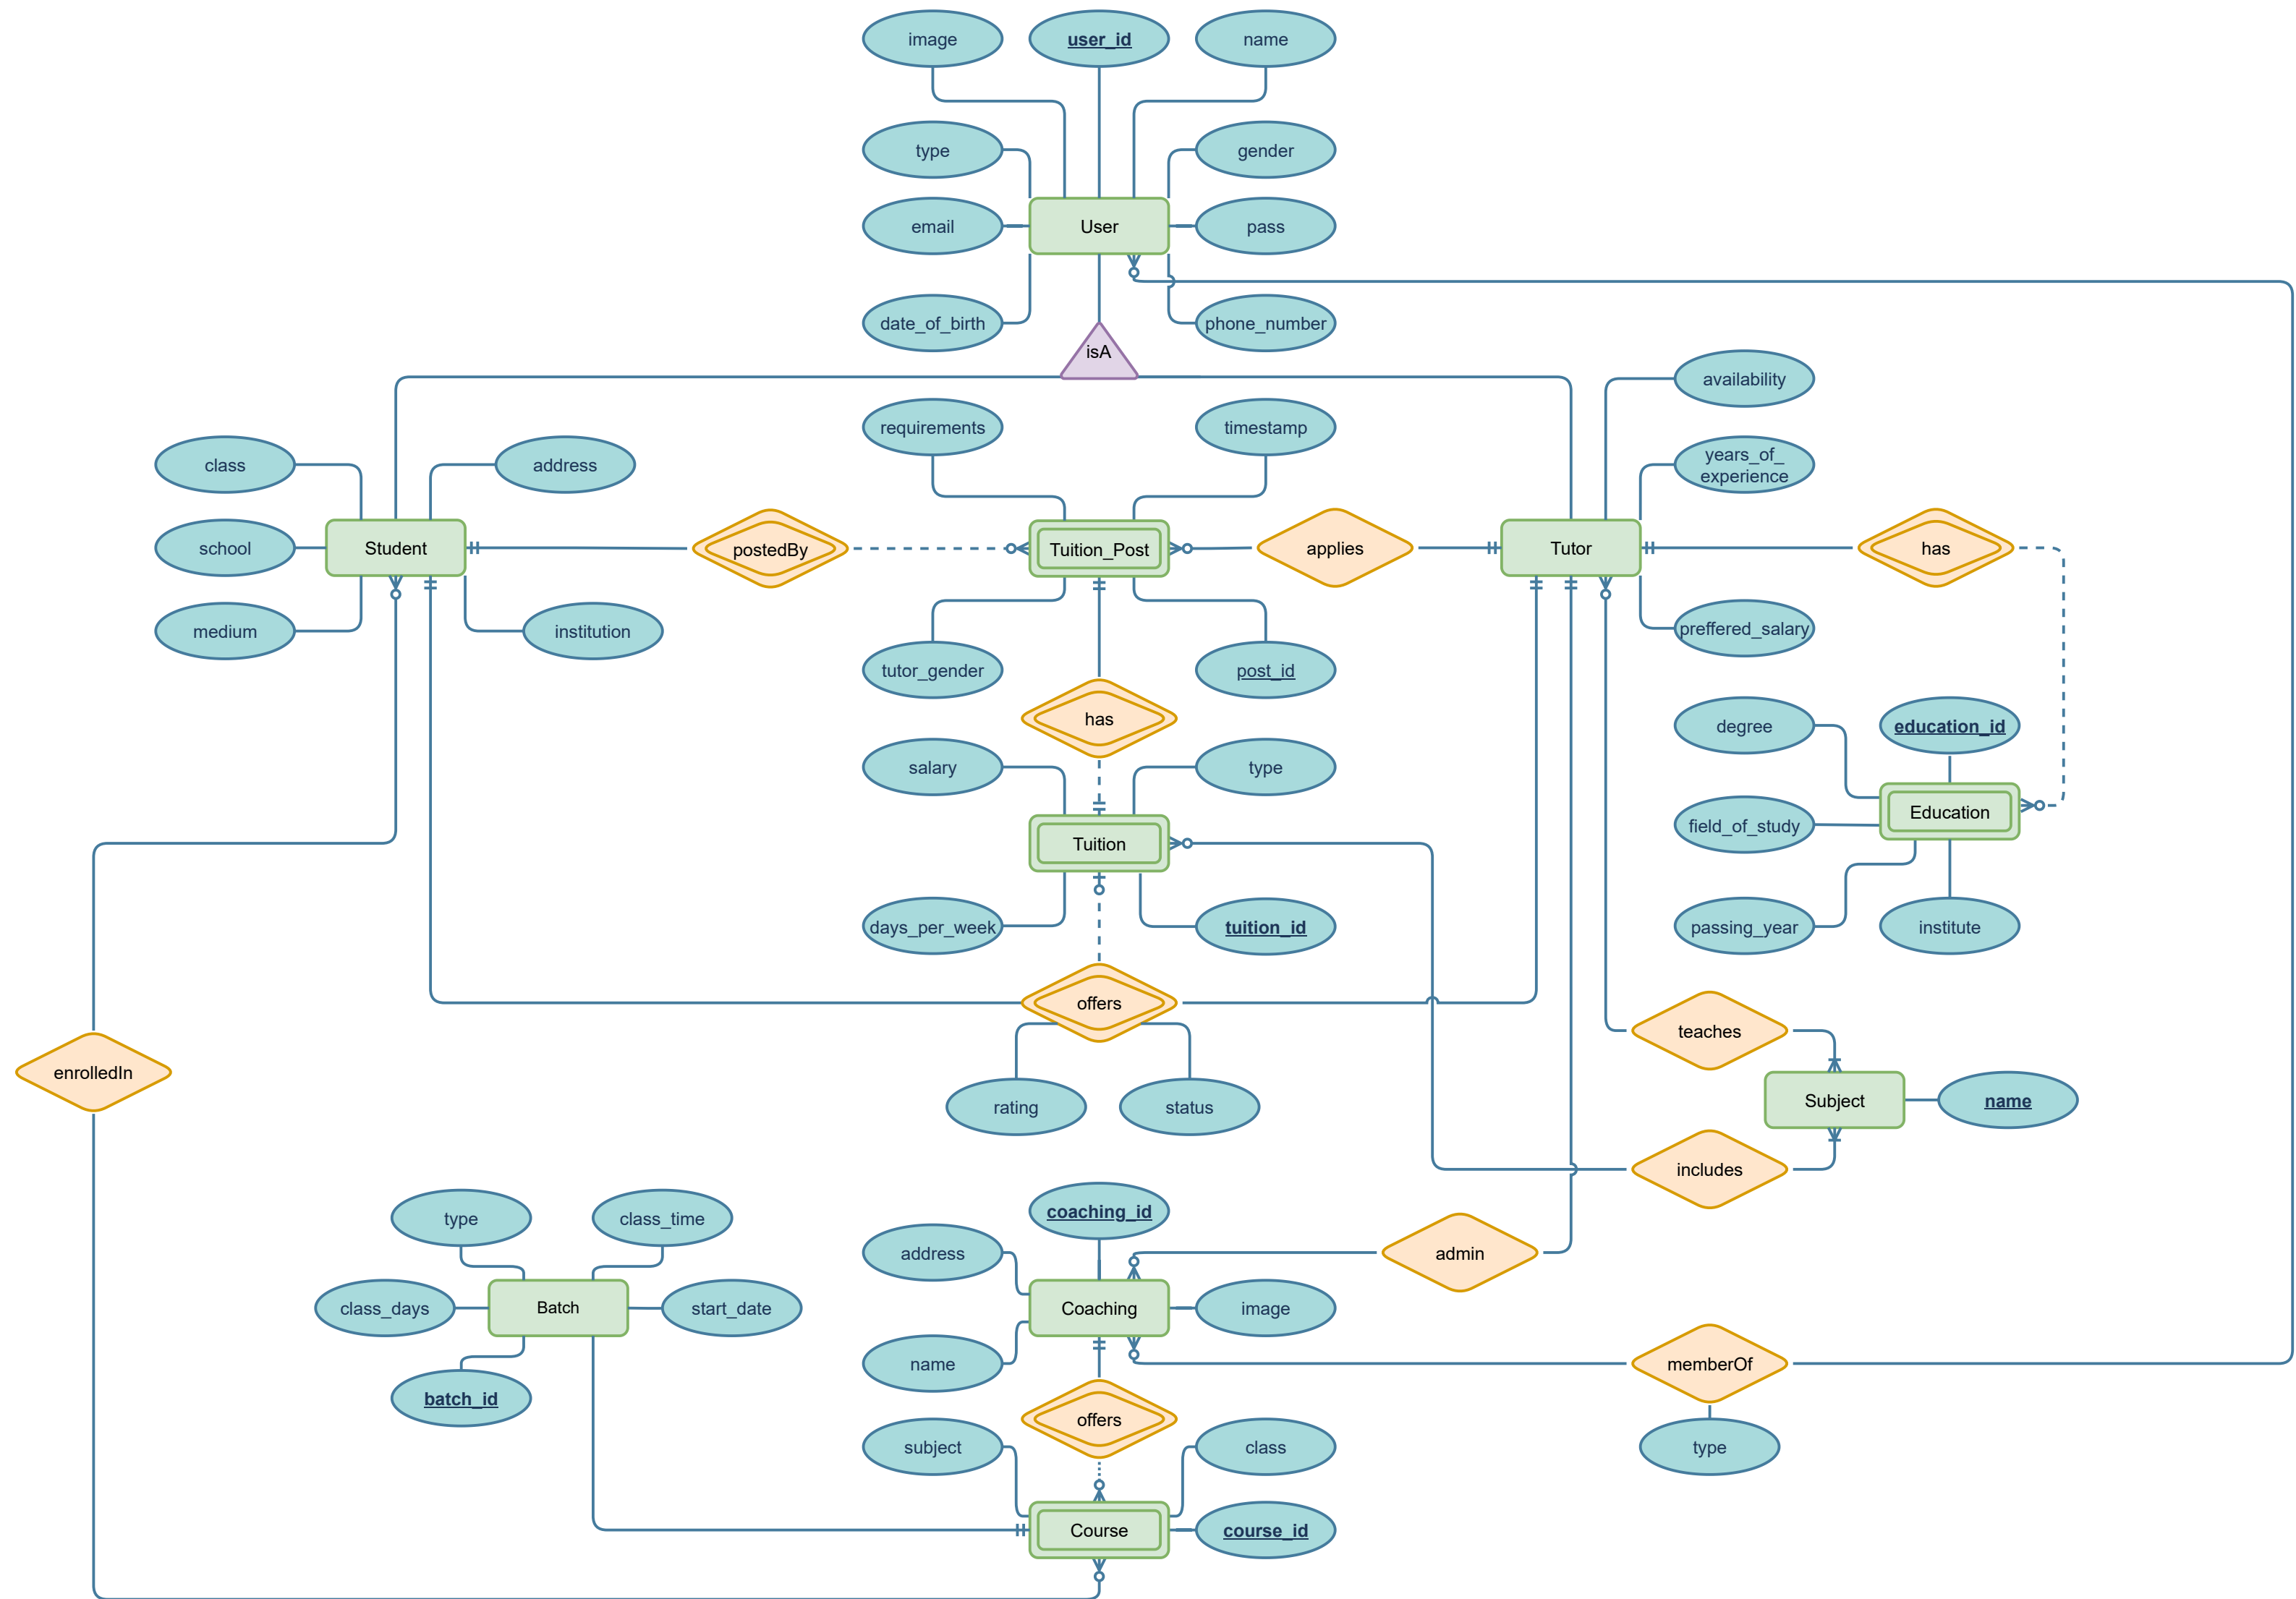 image
user_id
name
type
gender
email
User
pass
date_of_birth
phone_number
isA
availability
requirements
timestamp
class
address
years_of_
experience
school
Student
postedBy
Tuition_Post
applies
Tutor
has
medium
institution
preffered_salary
tutor_gender
post_id
has
degree
education_id
salary
type
Education
field_of_study
Tuition
days_per_week
tuition_id
passing_year
institute
offers
teaches
enrolledIn
rating
status
Subject
name
includes
type
class_time
coaching_id
address
admin
class_days
Batch
start_date
Coaching
image
name
memberOf
batch_id
offers
subject
class
type
Course
course_id